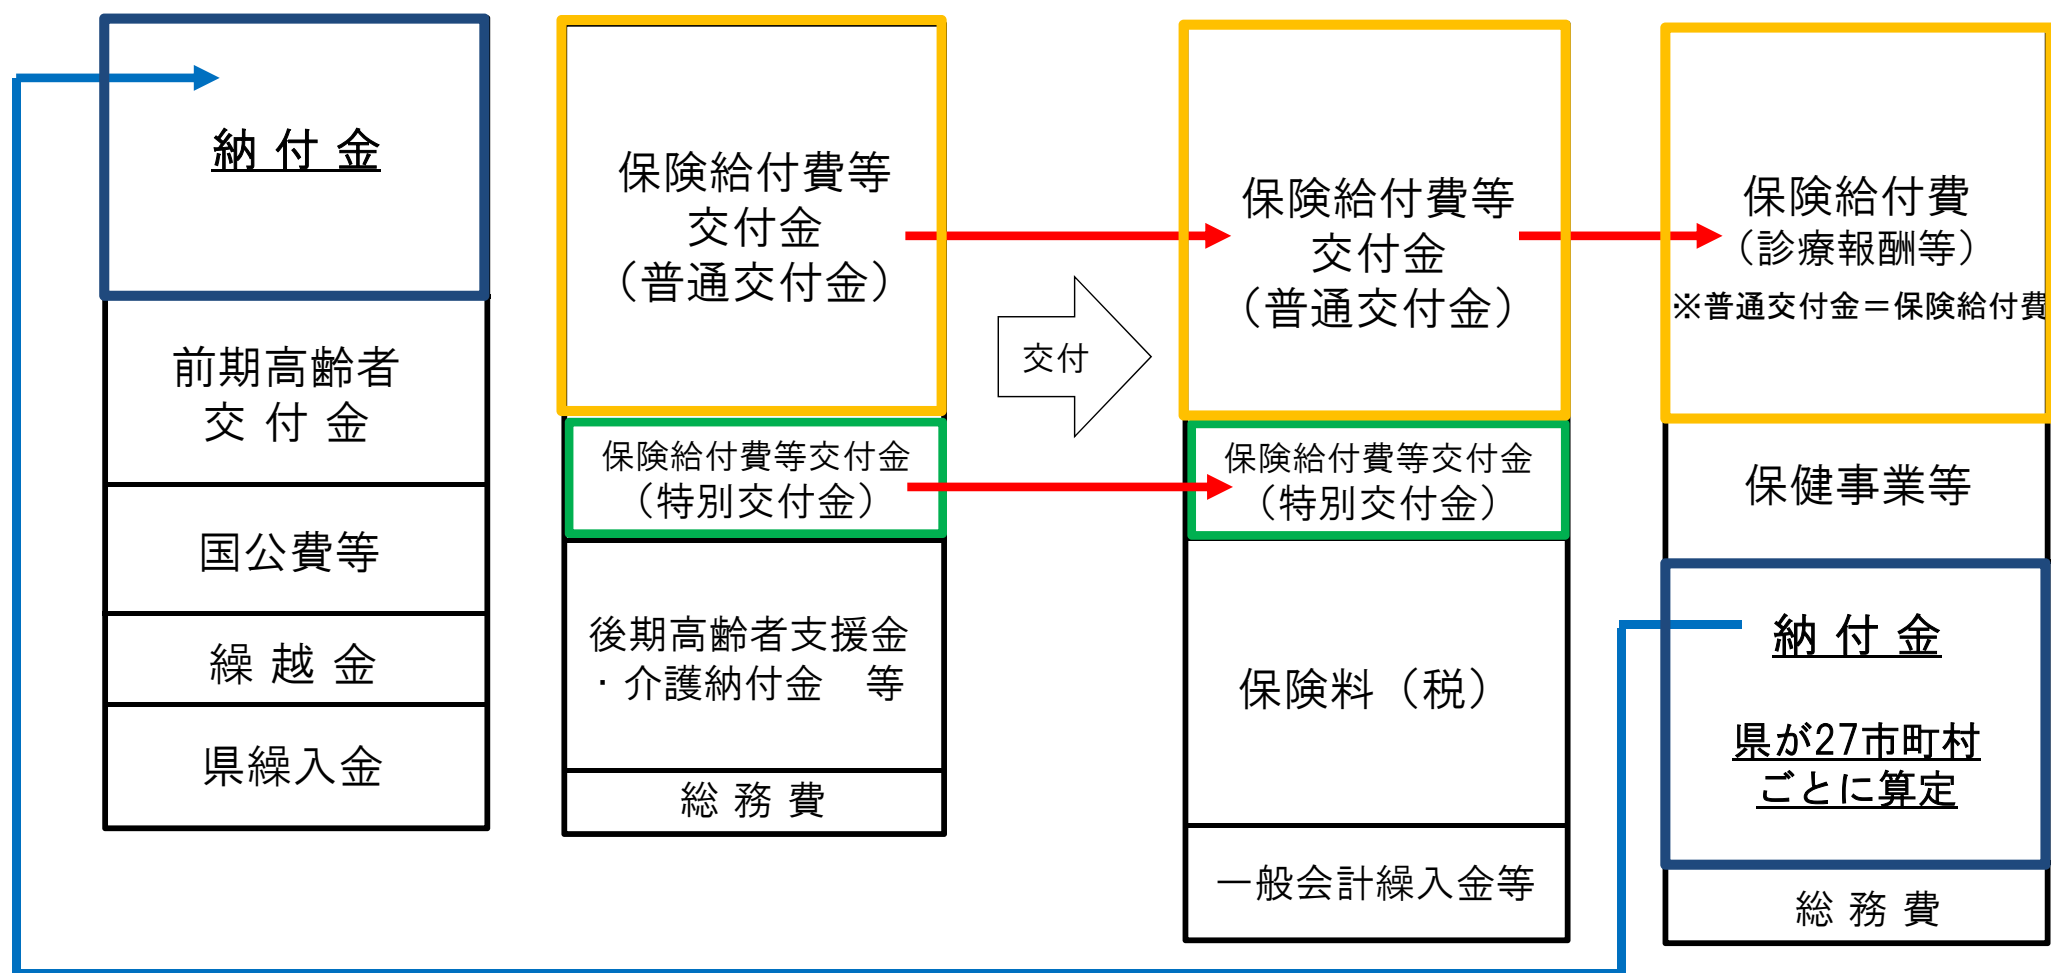 納 付 金
前期高齢者
交 付 金
国公費等
繰 越 金
県繰入金
保険給付費等
交付金
（普通交付金）
保険給付費等交付金
（特別交付金）
後期高齢者支援金
・介護納付金　等
総 務 費
交付
保険給付費等
交付金
（普通交付金）
保険給付費等交付金
（特別交付金）
保険料（税）
一般会計繰入金等
保険給付費
（診療報酬等）
※普通交付金＝保険給付費
保健事業等
納 付 金
県が27市町村
ごとに算定
総 務 費